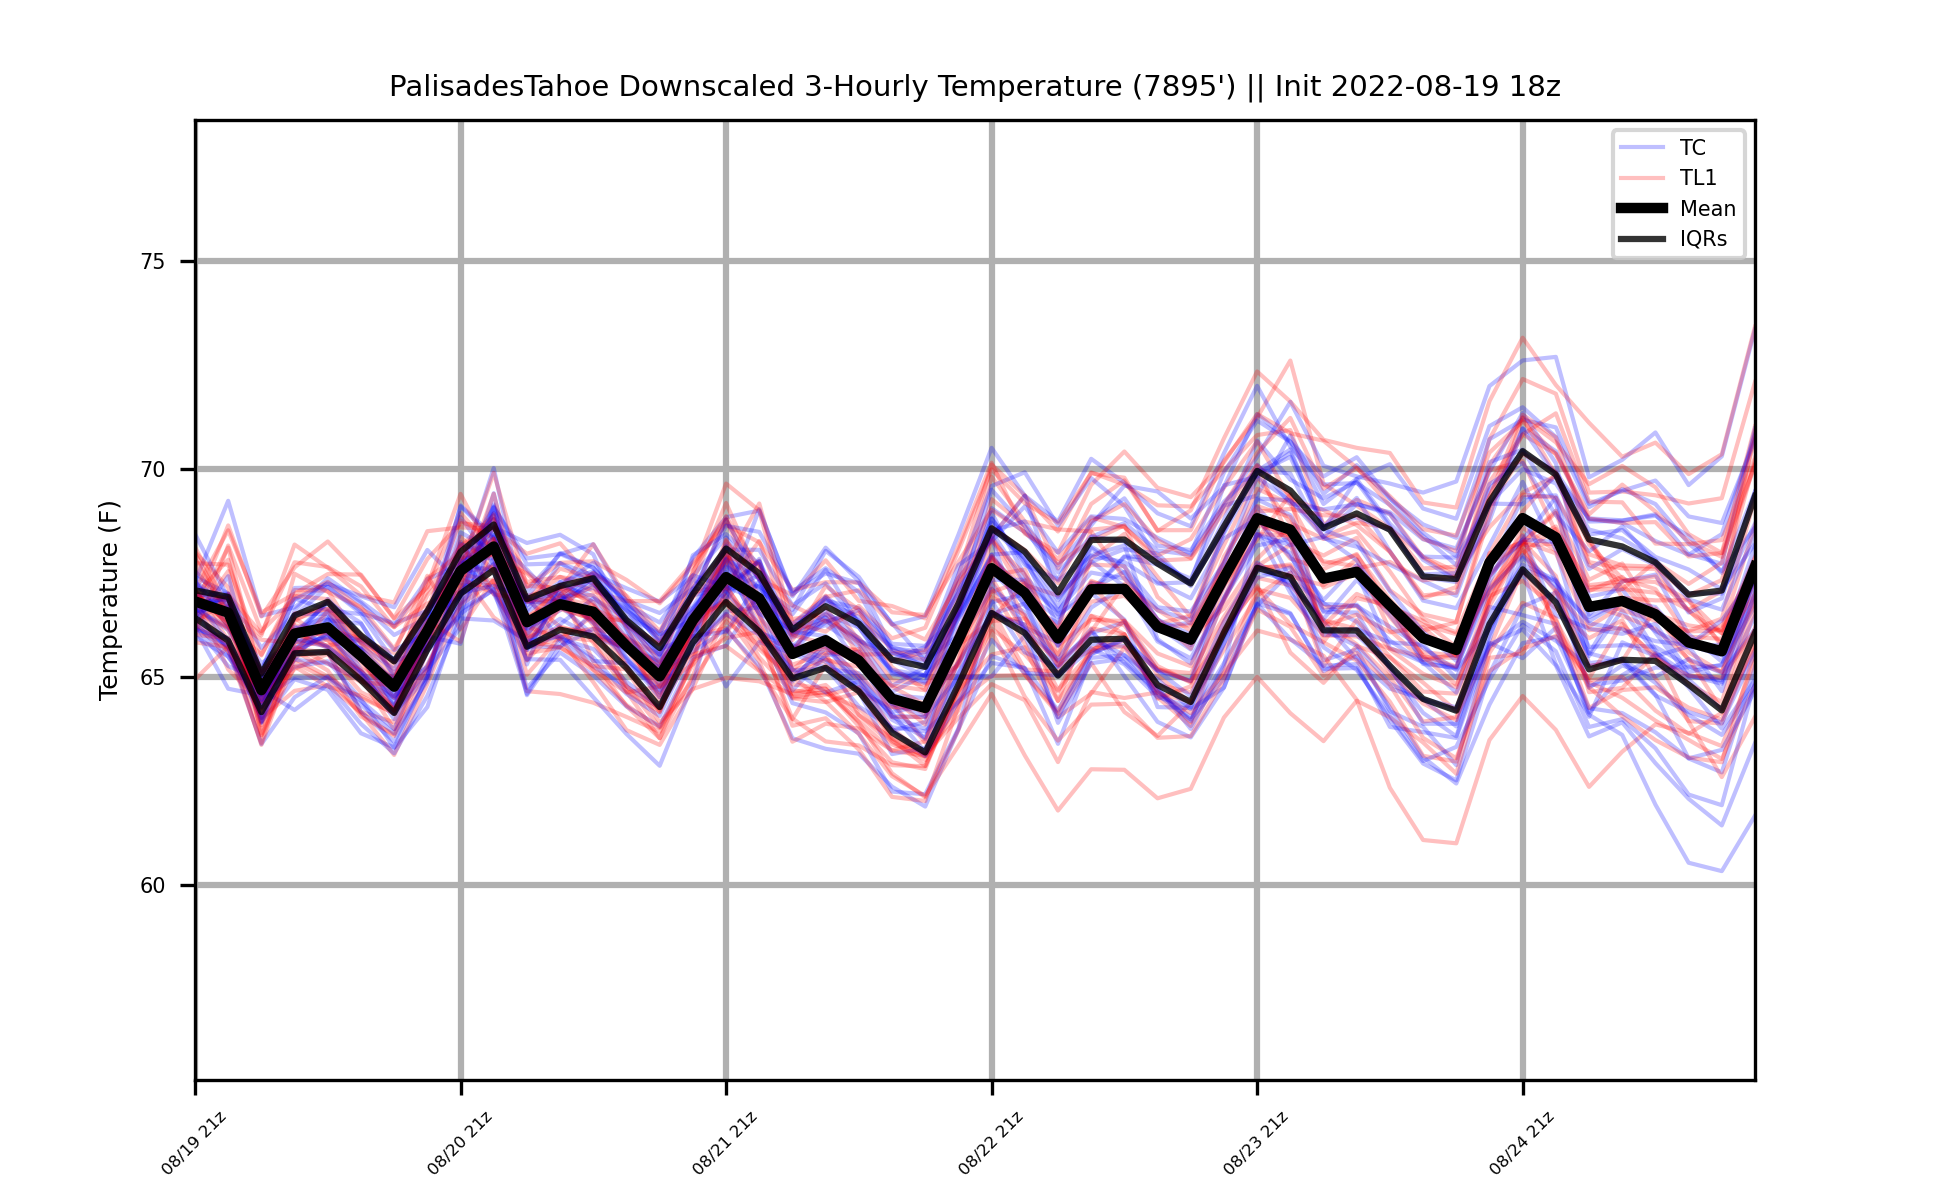 PalisadesTahoe Downscaled 3-Hourly Temperature (7895') || Init 2022-08-19 18z
TC
TL1
Mean
IQRs
Temperature (F)
75
70
65
60
08/19 21z
08/20 21z
08/21 21z
08/22 21z
08/23 21z
08/24 21z